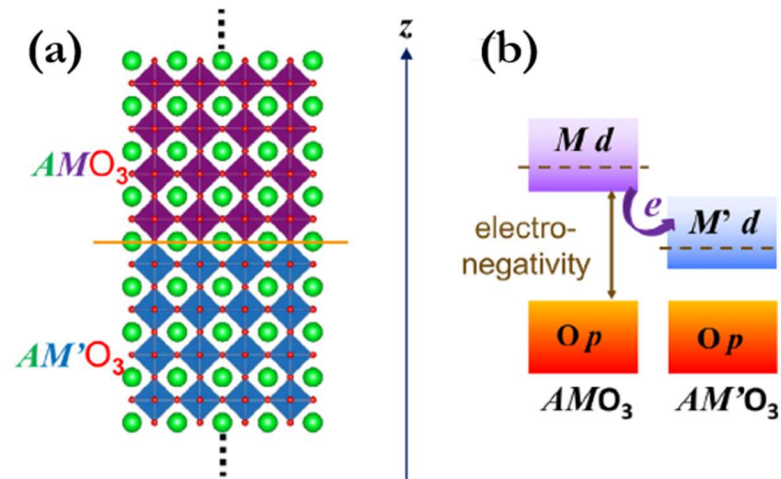 (a)
AMO₃
AM'O₃
z
(b)
M d
e
M' d
electro-
negativity
O p
O p
AMO₃
AM'O₃